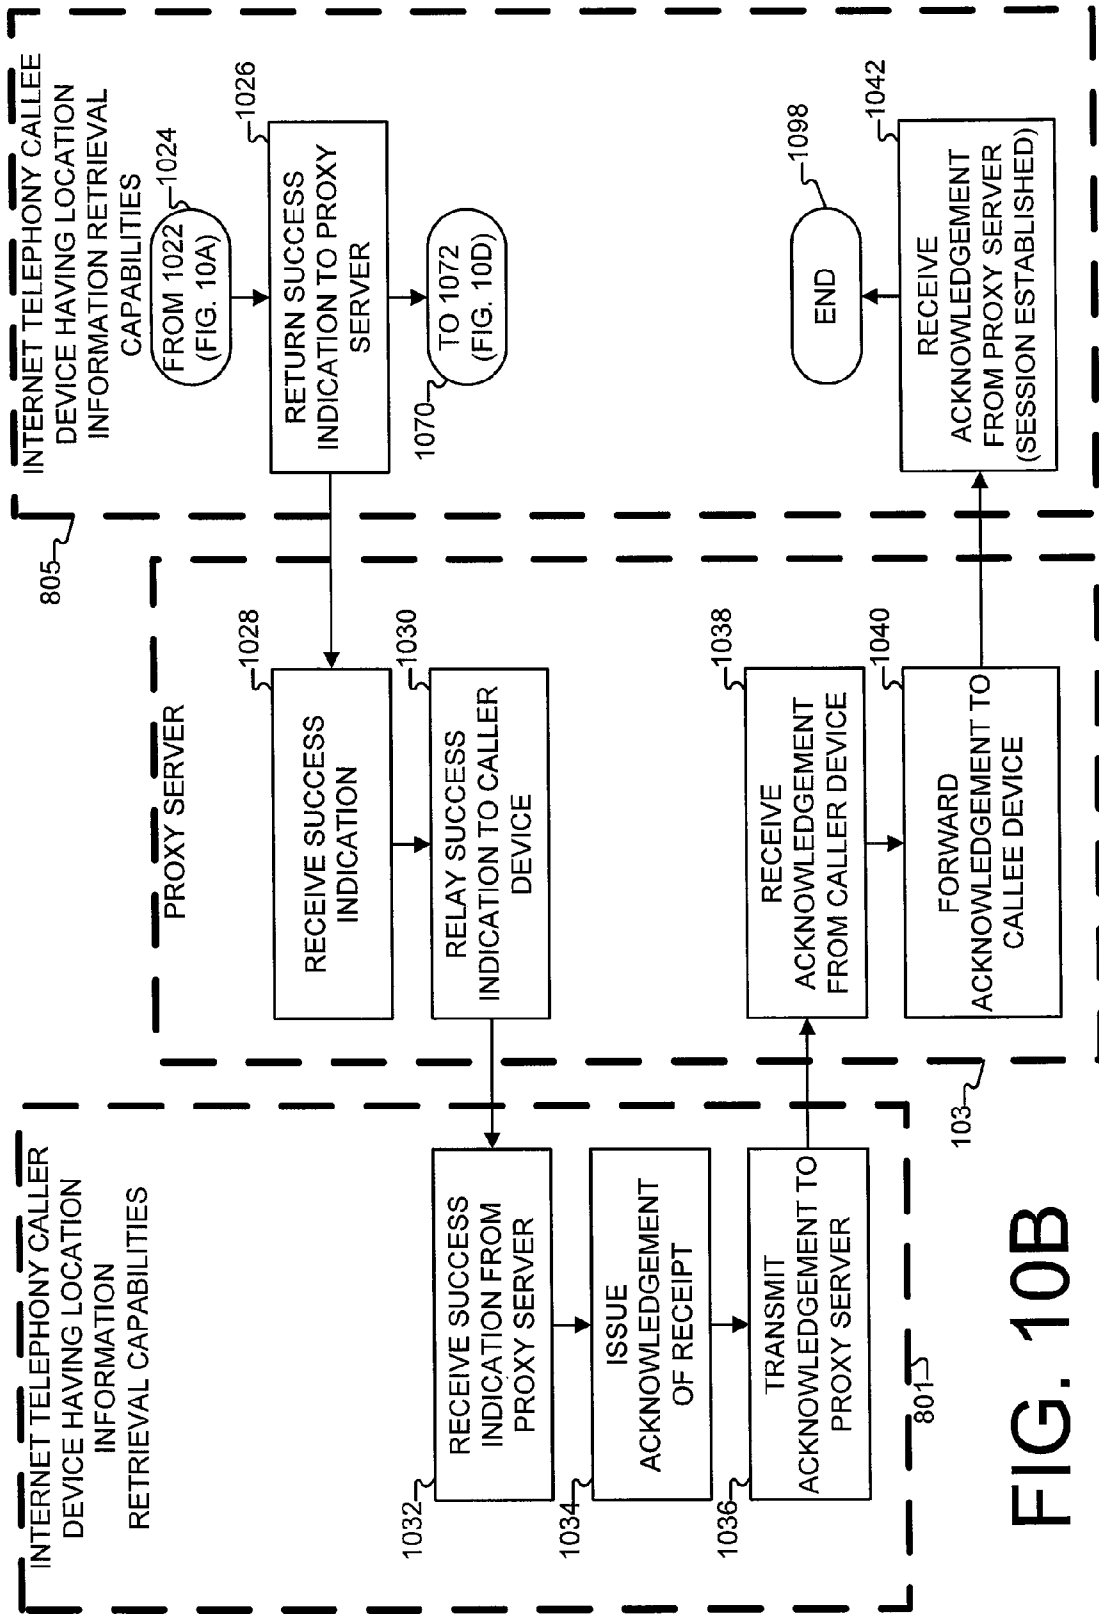 INTERNET TELEPHONY CALLER
DEVICE HAVING LOCATION
INFORMATION
RETRIEVAL CAPABILITIES
1032
RECEIVE SUCCESS
INDICATION FROM
PROXY SERVER
1034
ISSUE
ACKNOWLEDGEMENT
OF RECEIPT
1036
TRANSMIT
ACKNOWLEDGEMENT TO
PROXY SERVER
801
PROXY SERVER
1028
RECEIVE SUCCESS
INDICATION
1030
RELAY SUCCESS
INDICATION TO CALLER
DEVICE
1038
RECEIVE
ACKNOWLEDGEMENT
FROM CALLER DEVICE
1040
FORWARD
ACKNOWLEDGEMENT TO
CALLEE DEVICE
103
805
INTERNET TELEPHONY CALLEE
DEVICE HAVING LOCATION
INFORMATION RETRIEVAL
CAPABILITIES
1024
FROM 1022
(FIG. 10A)
1026
RETURN SUCCESS
INDICATION TO PROXY
SERVER
1070
TO 1072
(FIG. 10D)
1098
END
1042
RECEIVE
ACKNOWLEDGEMENT
FROM PROXY SERVER
(SESSION ESTABLISHED)
FIG. 10B